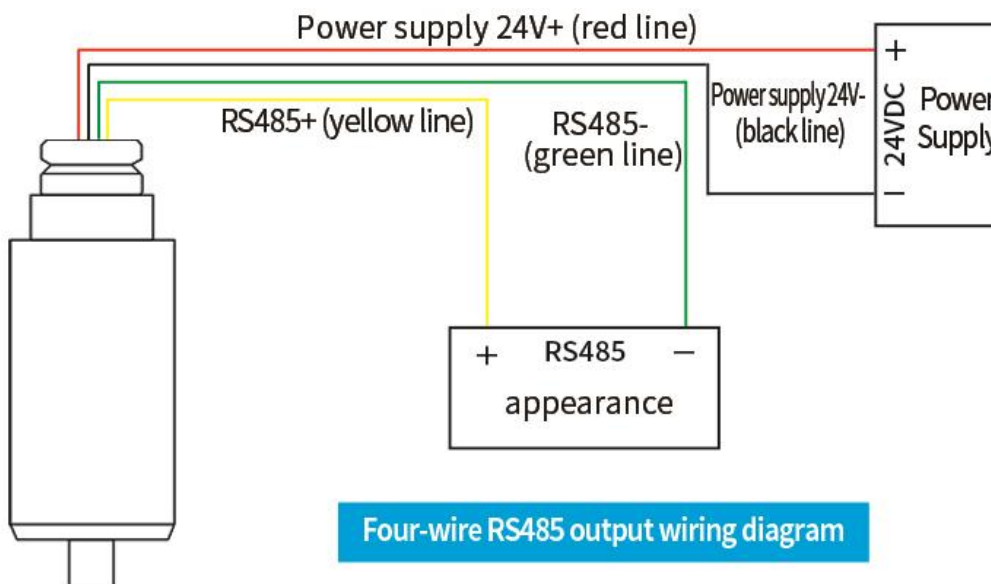 Power supply 24V+ (red line)
+
Power supply 24V-
(black line)
24VDC
Power
Supply
RS485+ (yellow line)
RS485-
(green line)
−
+ RS485 −
appearance
Four-wire RS485 output wiring diagram